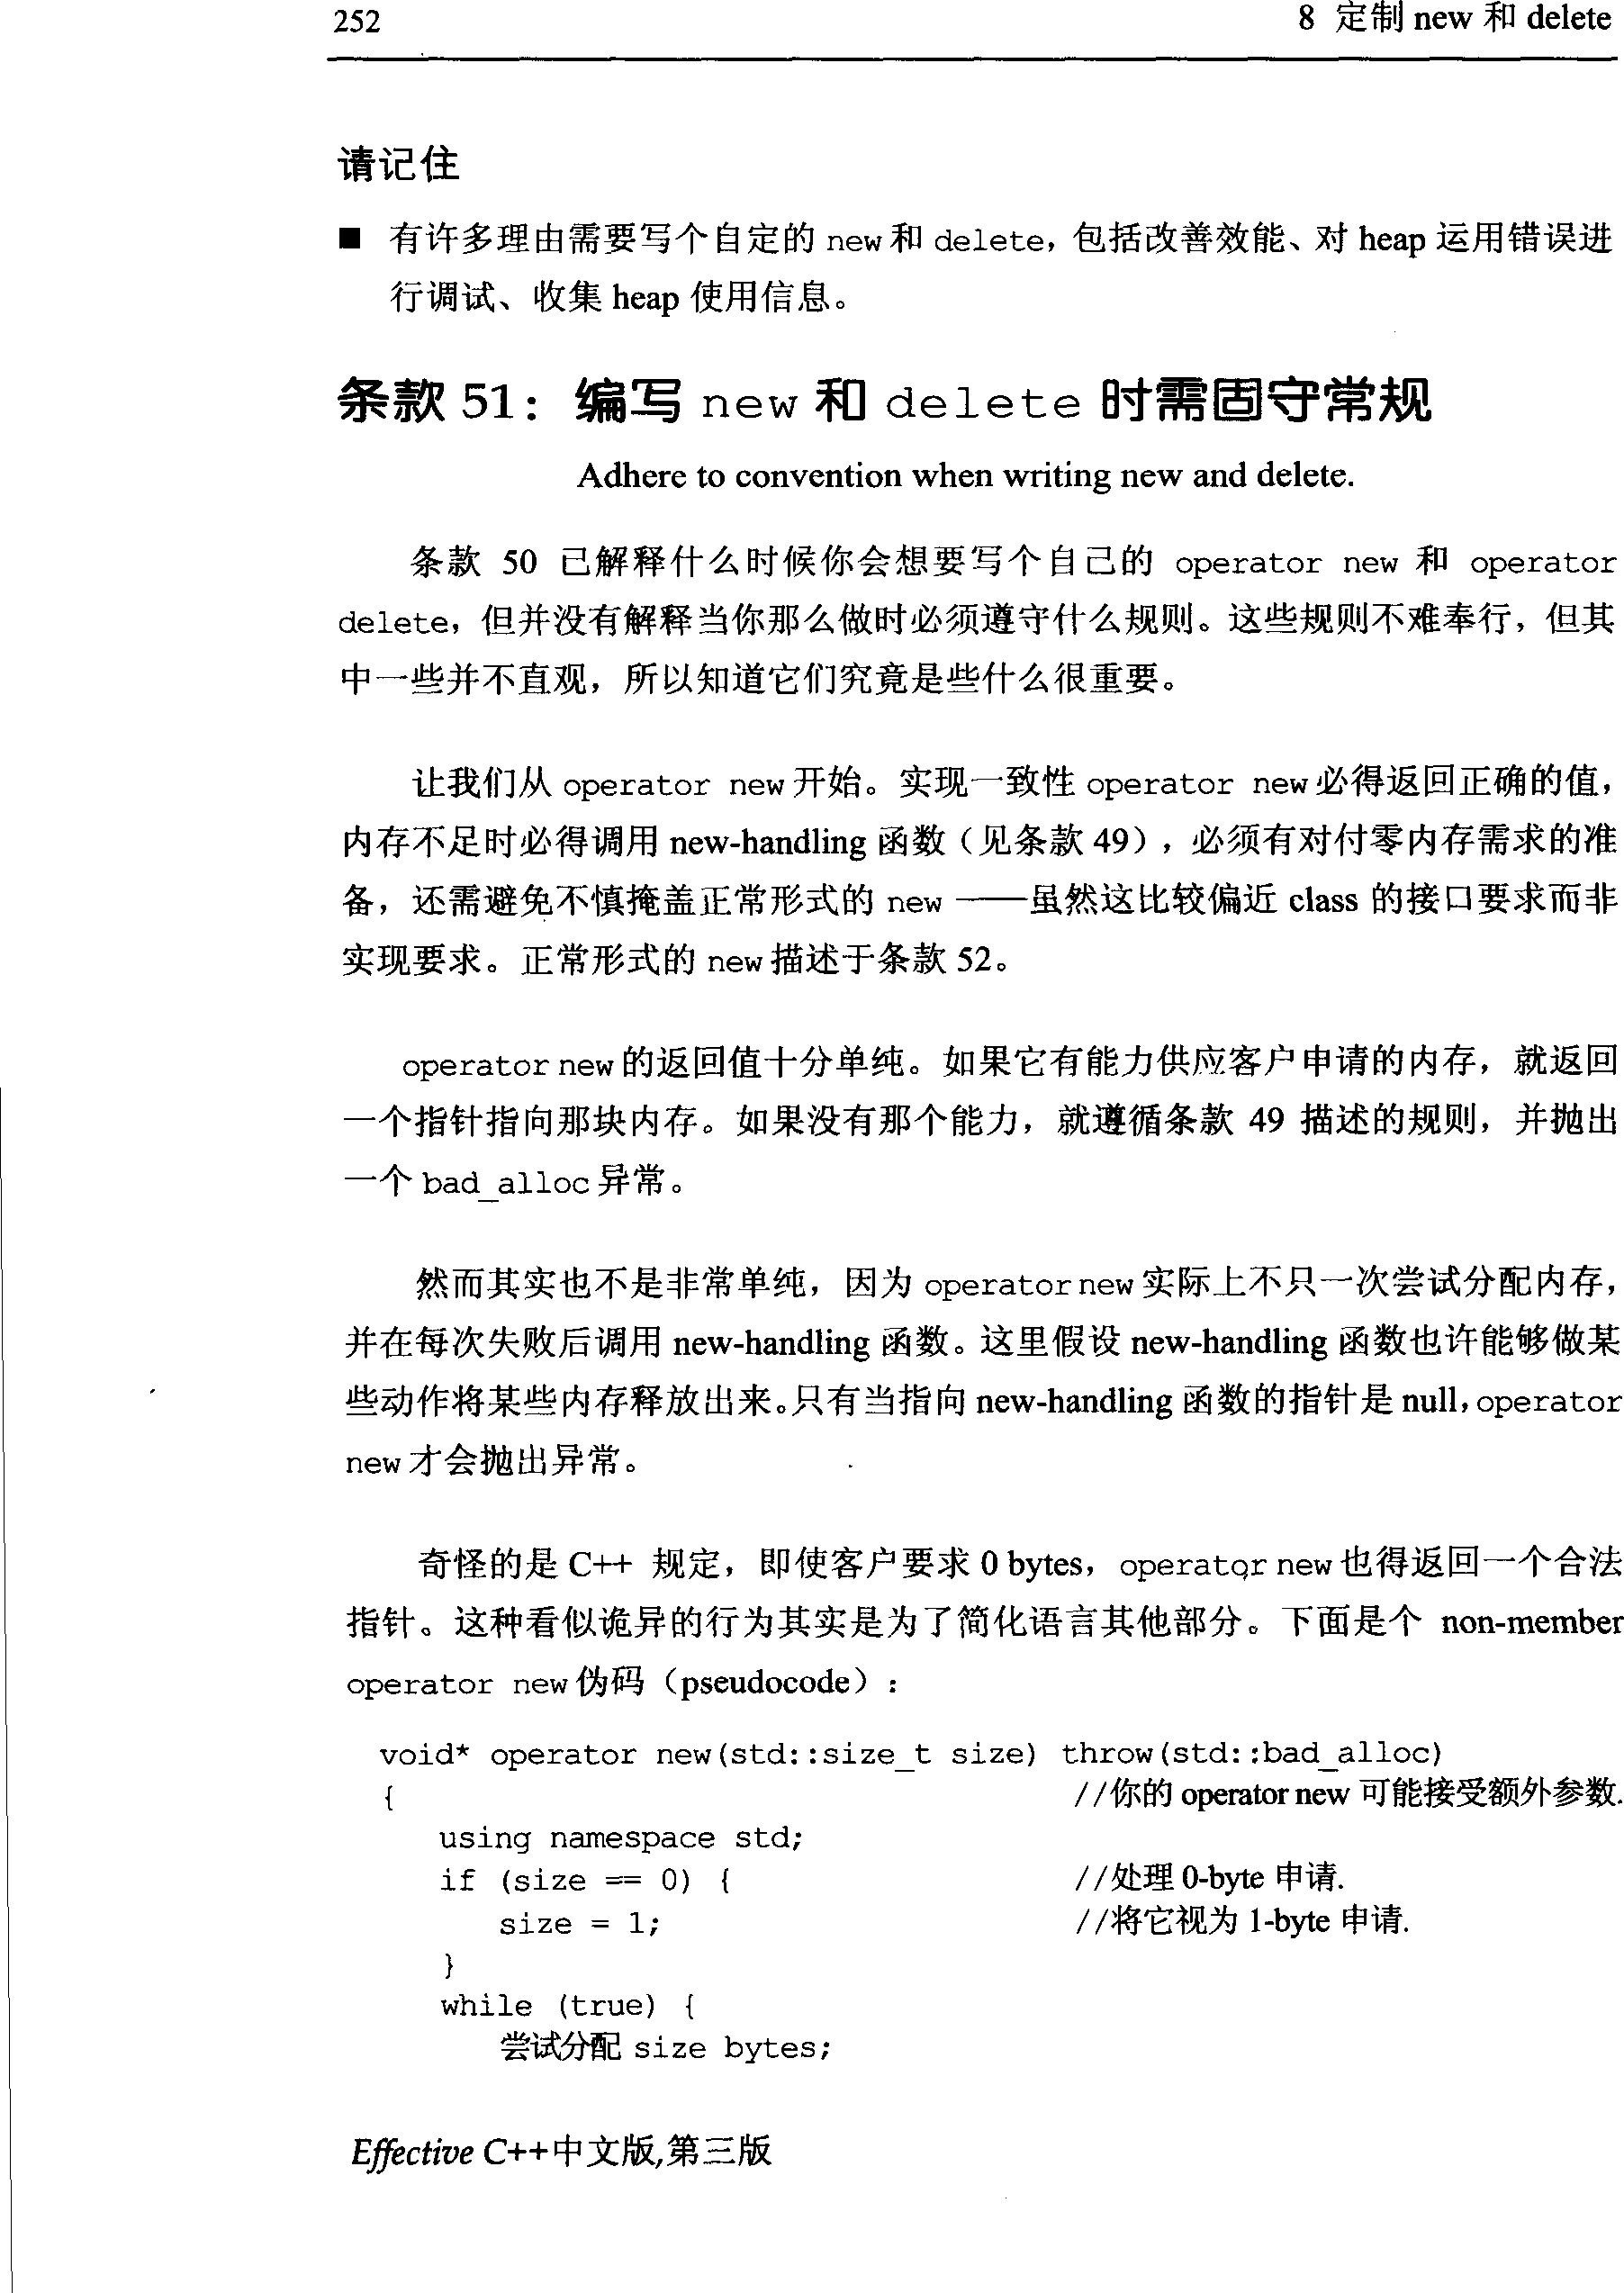 252
8 定制 new 和 delete
请记住
■ 有许多理由需要写个自定的 new 和 delete，包括改善效能、对 heap 运用错误进
行调试、收集 heap 使用信息。
条款 51：编写 new 和 delete 时需固守常规
Adhere to convention when writing new and delete.
条款 50 已解释什么时候你会想要写个自己的 operator new 和 operator
delete，但并没有解释当你那么做时必须遵守什么规则。这些规则不难奉行，但其
中一些并不直观，所以知道它们究竟是些什么很重要。
让我们从 operator new 开始。实现一致性 operator new 必得返回正确的值，
内存不足时必得调用 new-handling 函数（见条款 49），必须有对付零内存需求的准
备，还需避免不慎掩盖正常形式的 new ——虽然这比较偏近 class 的接口要求而非
实现要求。正常形式的 new 描述于条款 52。
operator new 的返回值十分单纯。如果它有能力供应客户申请的内存，就返回
一个指针指向那块内存。如果没有那个能力，就遵循条款 49 描述的规则，并抛出
一个 bad_alloc 异常。
然而其实也不是非常单纯，因为 operator new 实际上不只一次尝试分配内存，
并在每次失败后调用 new-handling 函数。这里假设 new-handling 函数也许能够做某
些动作将某些内存释放出来。只有当指向 new-handling 函数的指针是 null，operator
new 才会抛出异常。
奇怪的是 C++ 规定，即使客户要求 0 bytes，operator new 也得返回一个合法
指针。这种看似诡异的行为其实是为了简化语言其他部分。下面是个 non-member
operator new 伪码（pseudocode）：
void* operator new(std::size_t size) throw(std::bad_alloc)
{ //你的 operator new 可能接受额外参数.
using namespace std;
if (size == 0) { //处理 0-byte 申请.
size = 1; //将它视为 1-byte 申请.
}
while (true) {
尝试分配 size bytes;
Effective C++中文版,第三版